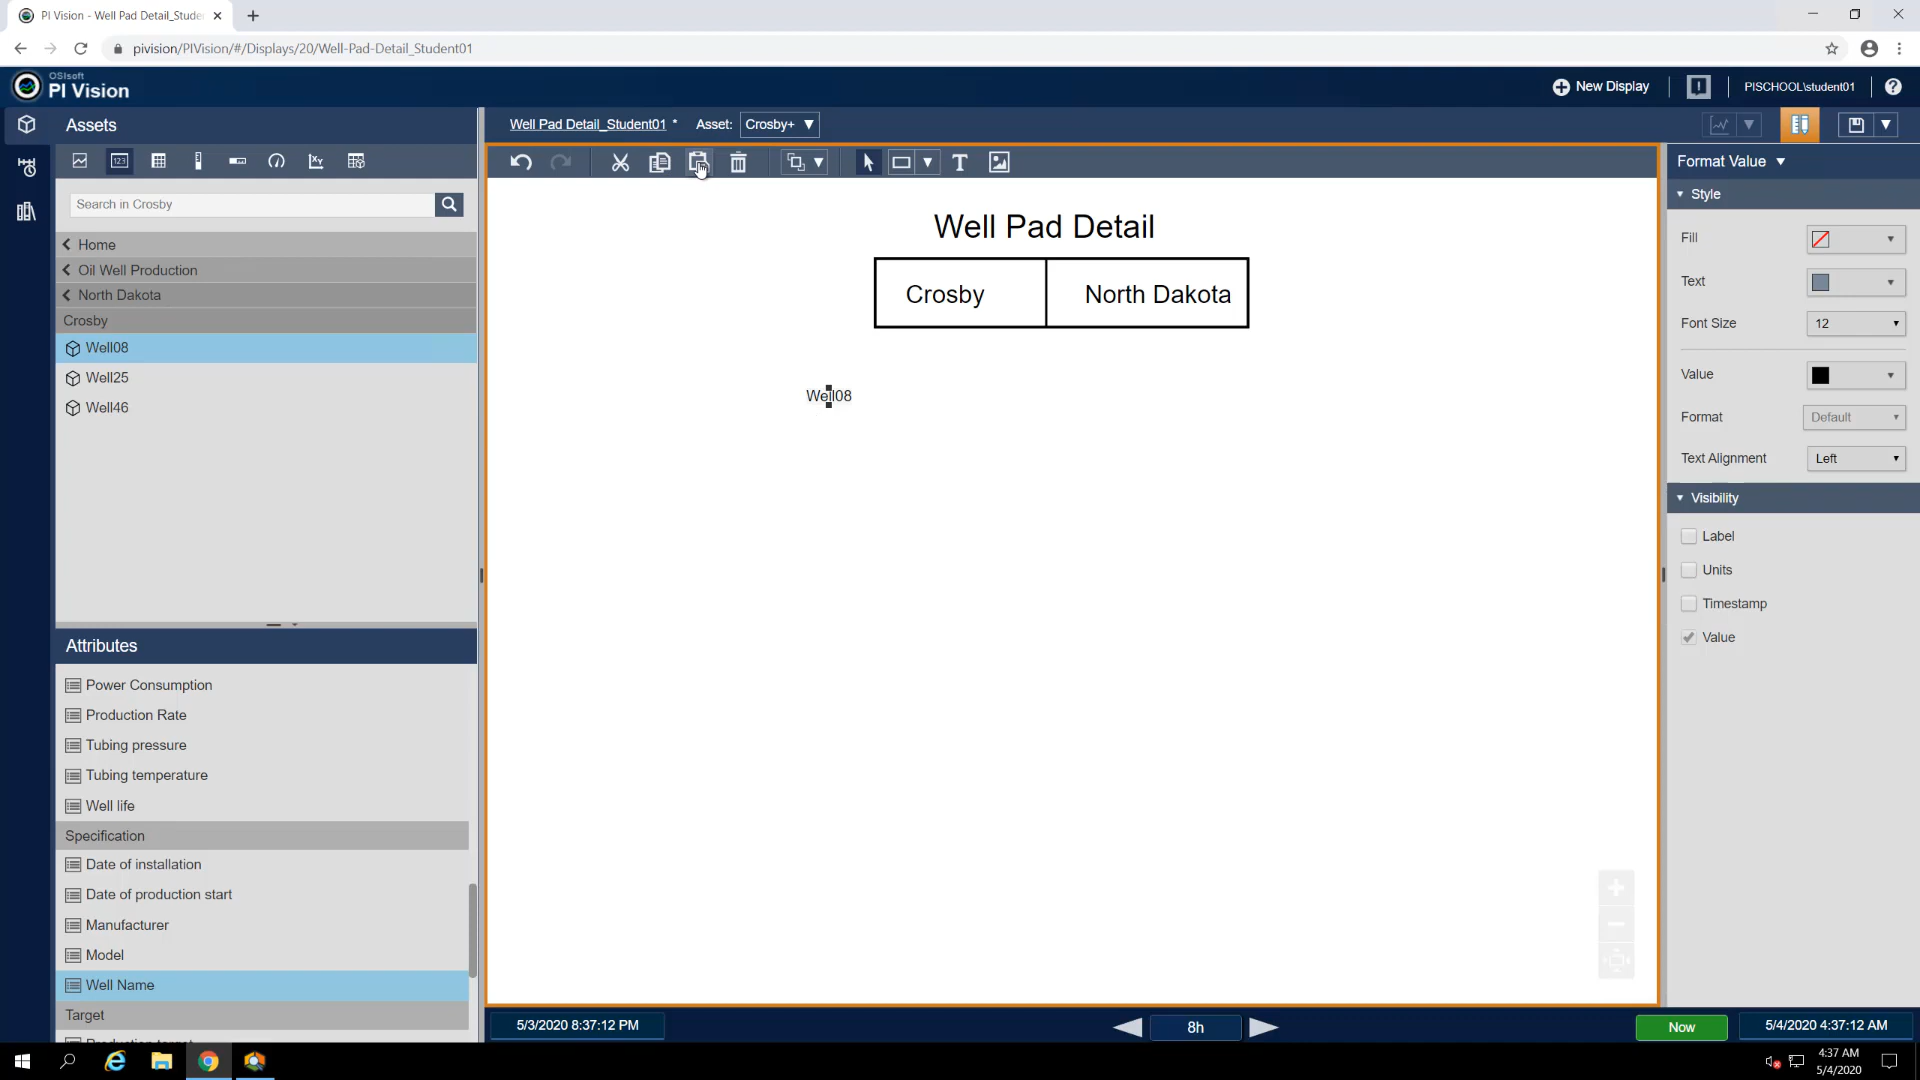 PI Vision - Well Pad Detail_Stude
pivision/PIVision/#/Displays/20/Well-Pad-Detail_Student01
OSIsoft
PI Vision
New Display
PISCHOOL\student01
Assets
Well Pad Detail_Student01 *
Asset:
Crosby+
Format Value
123
Search in Crosby
Home
Oil Well Production
North Dakota
Crosby
Well08
Well25
Well46
Attributes
Power Consumption
Production Rate
Tubing pressure
Tubing temperature
Well life
Specification
Date of installation
Date of production start
Manufacturer
Model
Well Name
Target
Production target
Well Pad Detail
Crosby
North Dakota
Well08
Style
Fill
Text
Font Size
12
Value
Format
Default
Text Alignment
Left
Visibility
Label
Units
Timestamp
Value
5/3/2020 8:37:12 PM
8h
Now
5/4/2020 4:37:12 AM
4:37 AM
5/4/2020